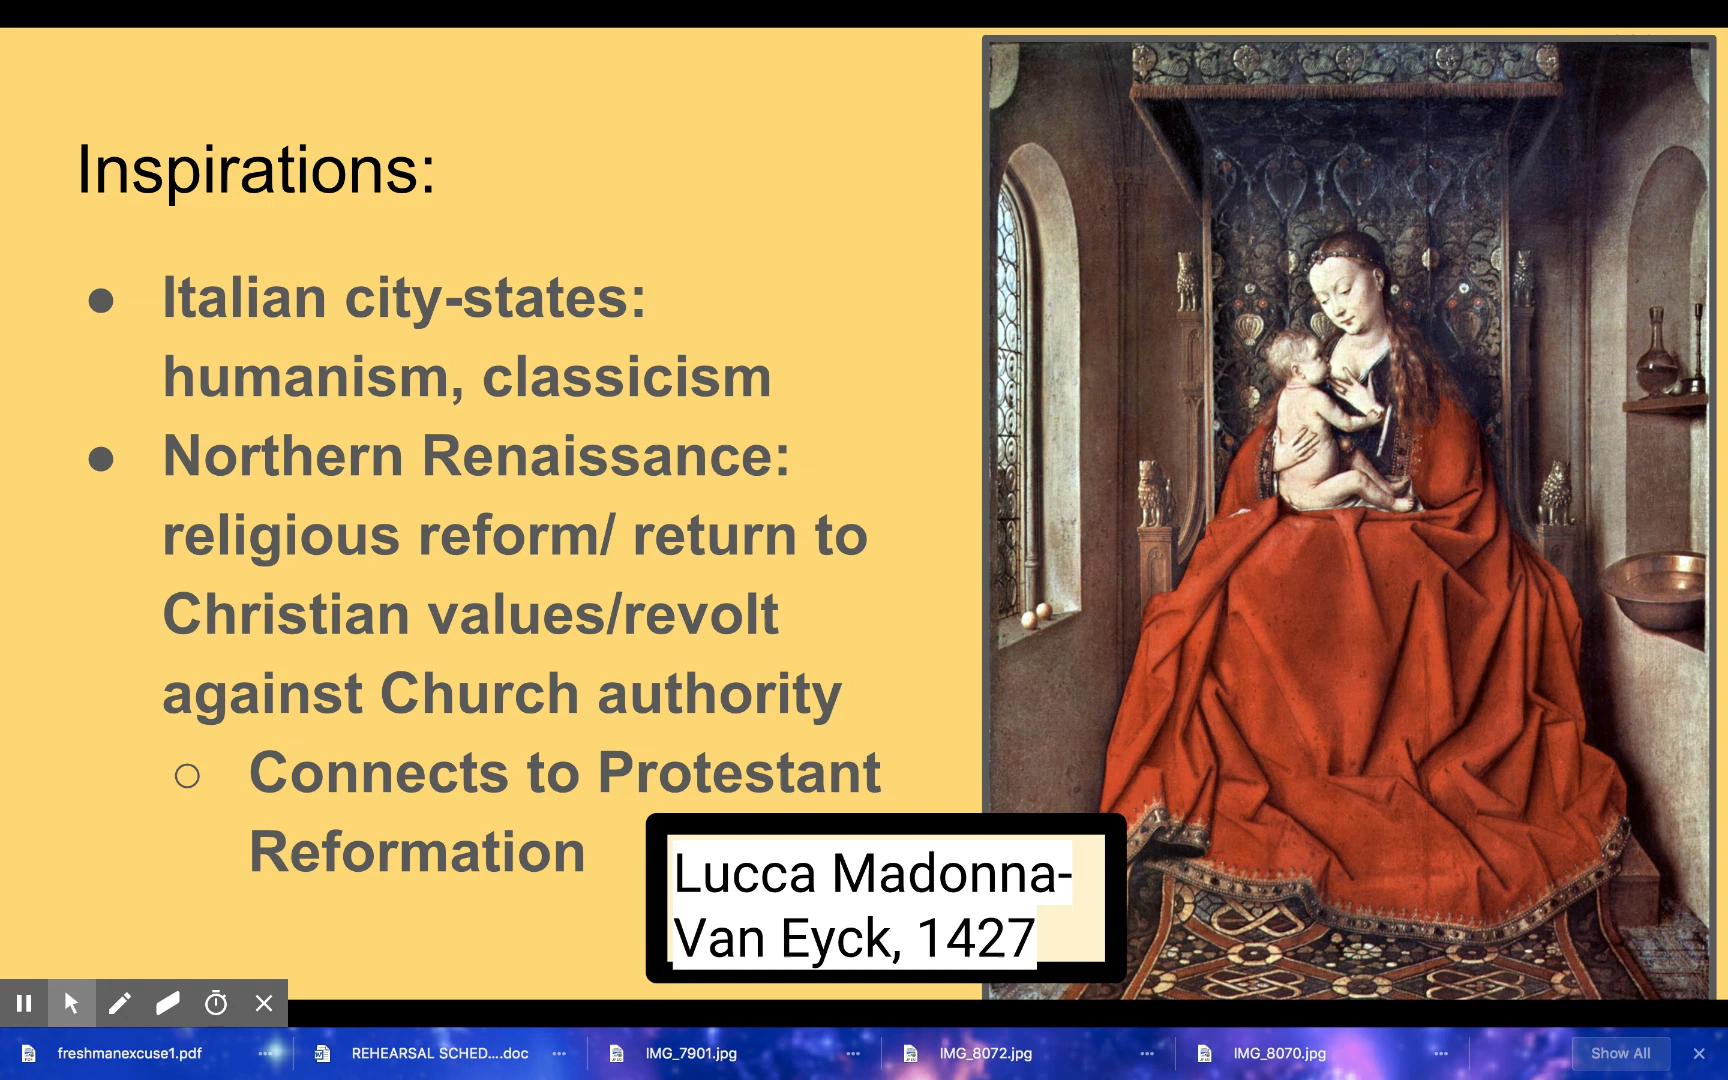 Inspirations:
● Italian city-states:
humanism, classicism
● Northern Renaissance:
religious reform/ return to
Christian values/revolt
against Church authority
○ Connects to Protestant
Reformation
Lucca Madonna-
Van Eyck, 1427
freshmanexcuse1.pdf
REHEARSAL SCHED....doc
IMG_7901.jpg
IMG_8072.jpg
IMG_8070.jpg
Show All